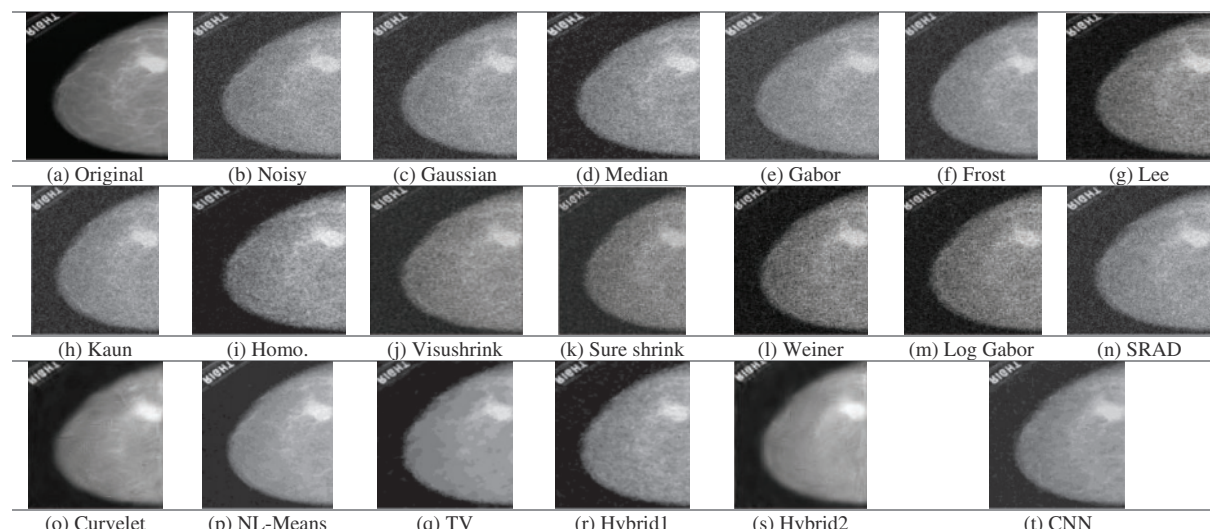 (a) Original (b) Noisy (c) Gaussian (d) Median (e) Gabor (f) Frost (g) Lee
(h) Kaun (i) Homo. (j) Visushrink (k) Sure shrink (l) Weiner (m) Log Gabor (n) SRAD
(o) Curvelet (p) NL-Means (q) TV (r) Hybrid1 (s) Hybrid2 (t) CNN